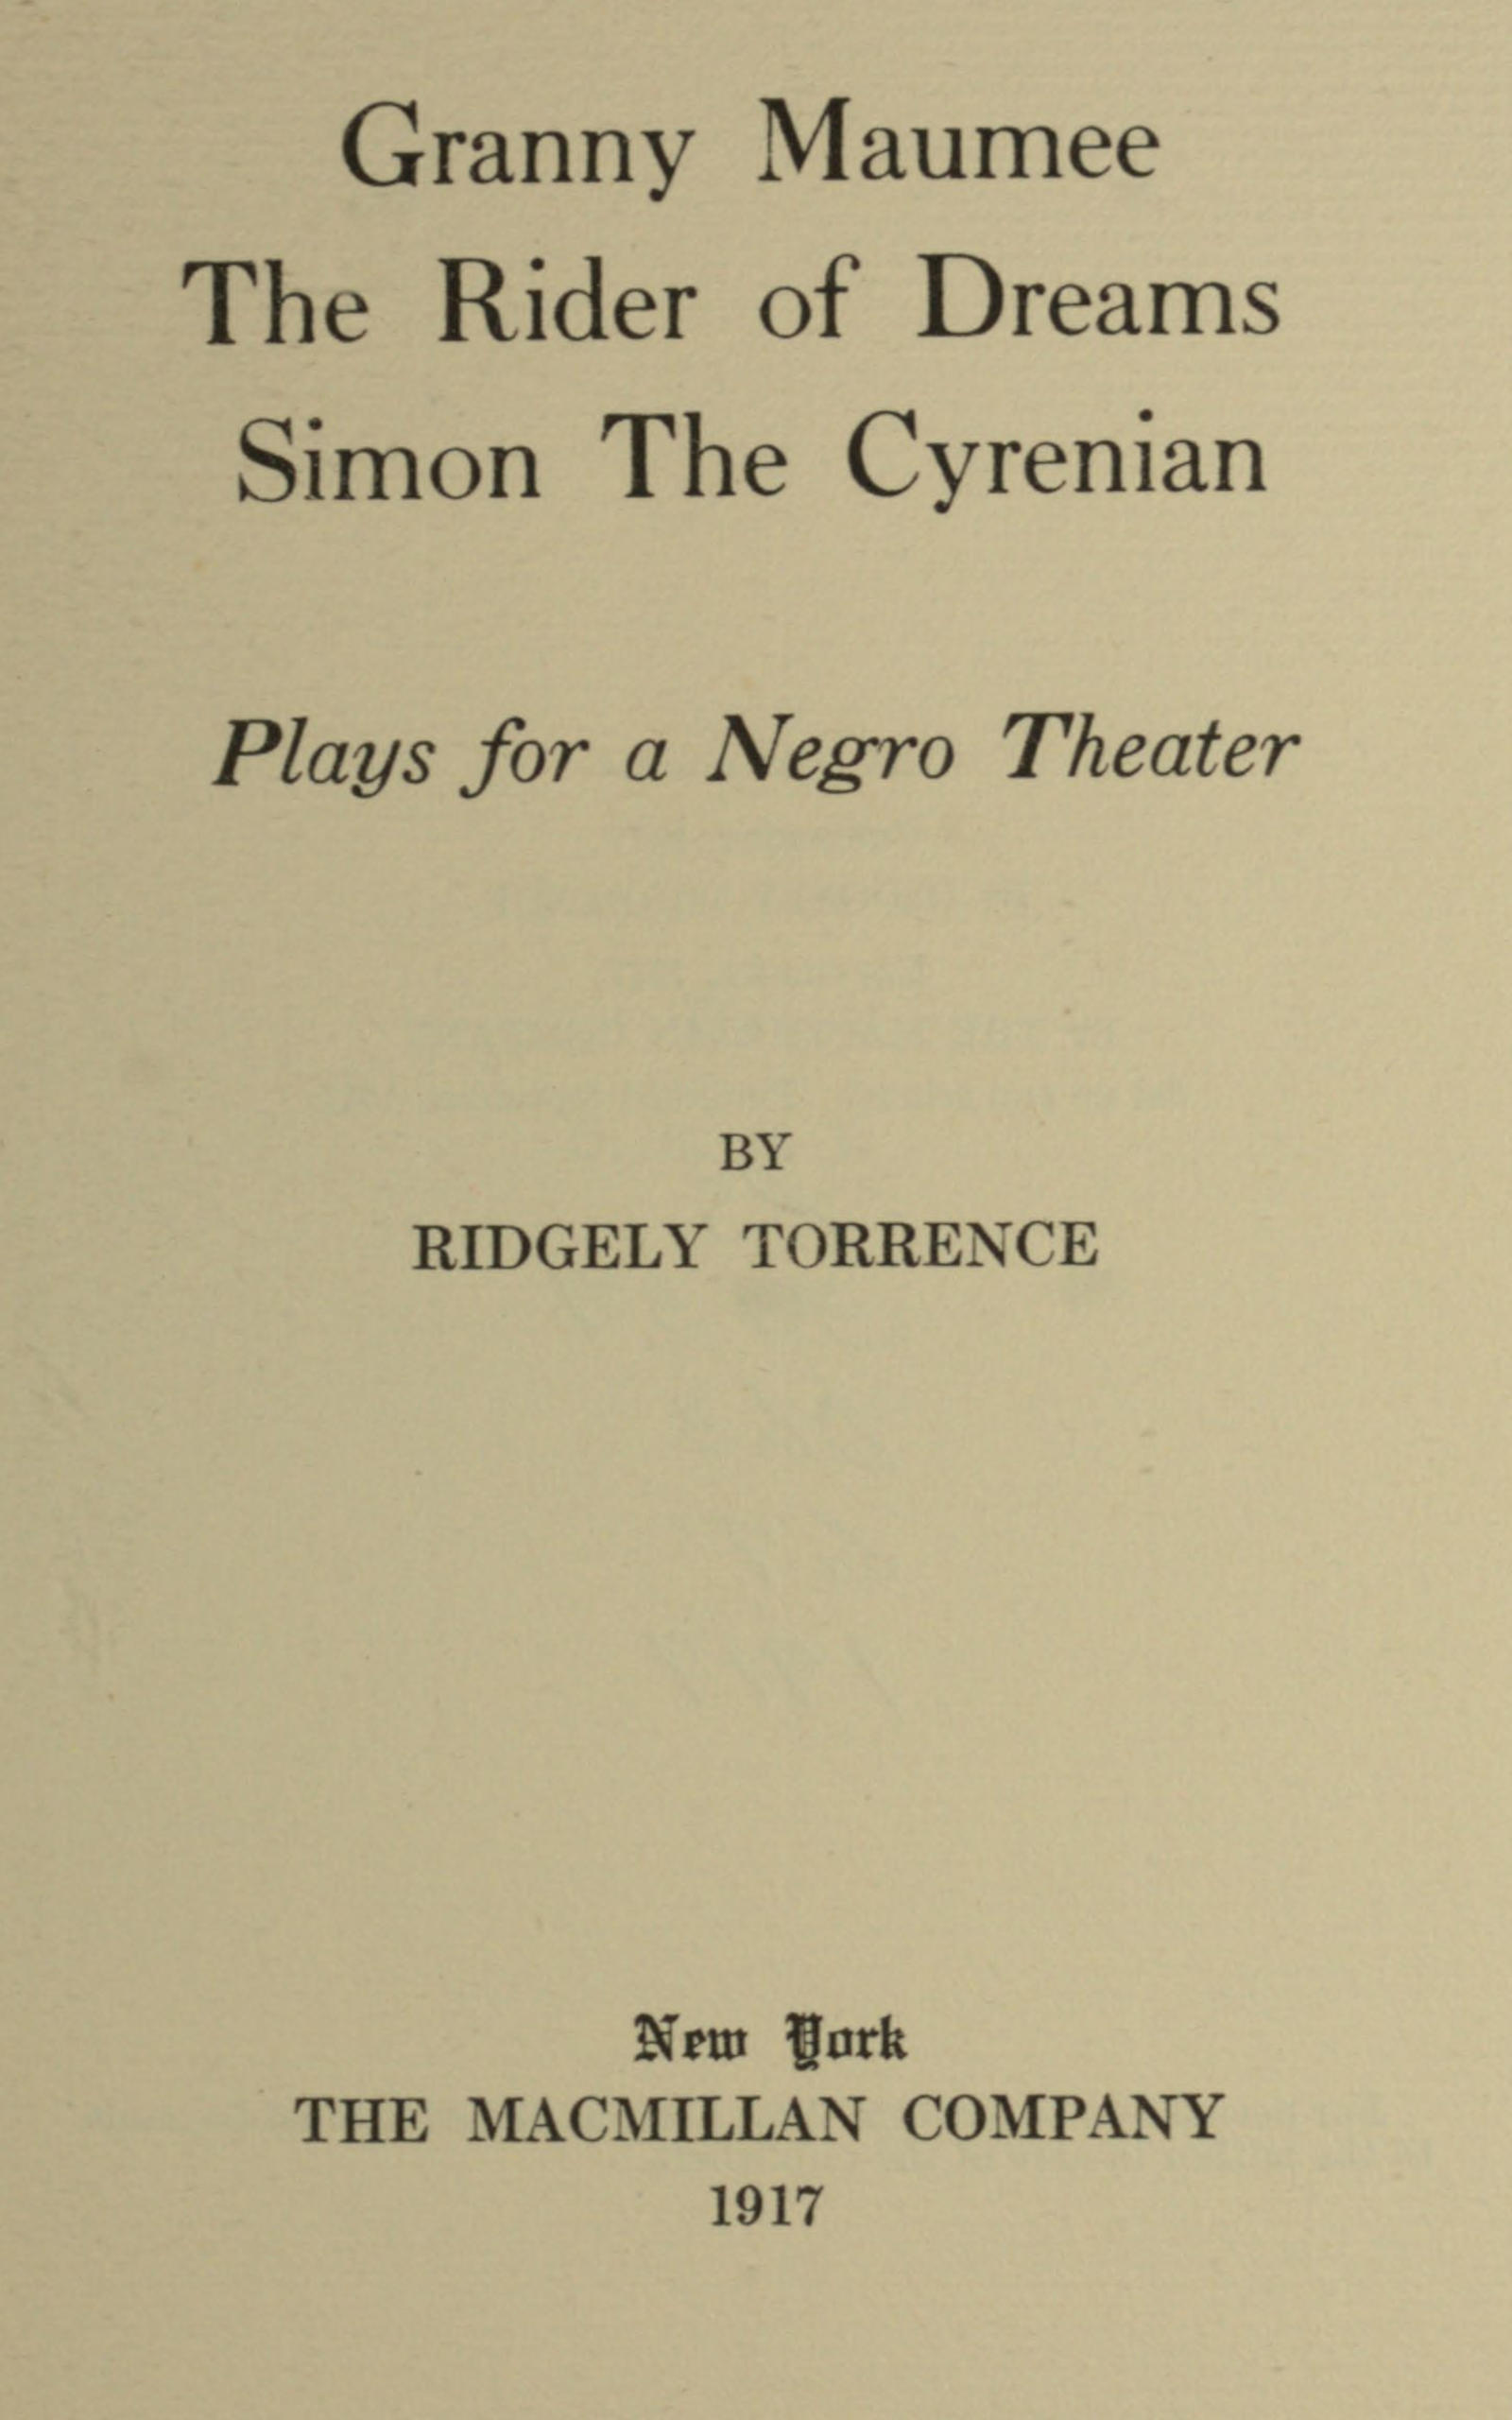 Granny Maumee
The Rider of Dreams
Simon The Cyrenian
Plays for a Negro Theater
BY
RIDGELY TORRENCE
New York
THE MACMILLAN COMPANY
1917